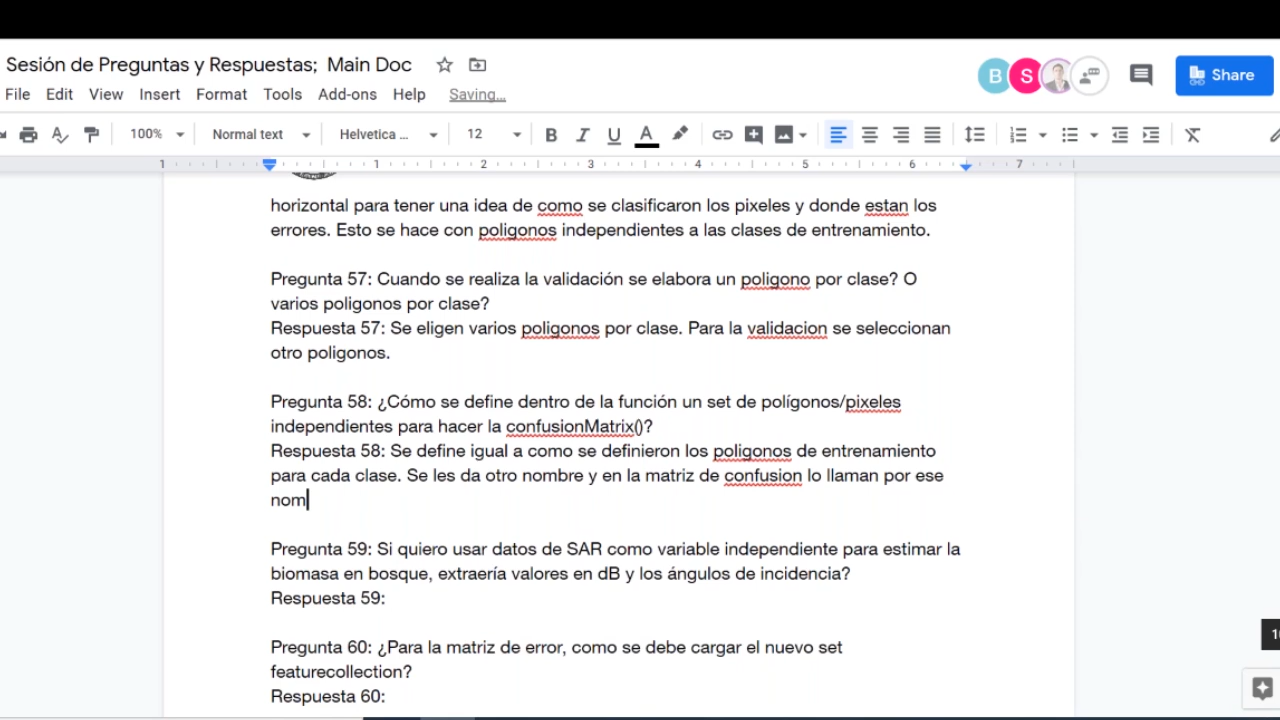 Sesión de Preguntas y Respuestas; Main Doc
B S
Share
File Edit View Insert Format Tools Add-ons Help Saving...
100% Normal text Helvetica ... 12 B I U A
1 1 2 3 4 5 6 7
horizontal para tener una idea de como se clasificaron los pixeles y donde estan los
errores. Esto se hace con poligonos independientes a las clases de entrenamiento.
Pregunta 57: Cuando se realiza la validación se elabora un poligono por clase? O
varios poligonos por clase?
Respuesta 57: Se eligen varios poligonos por clase. Para la validacion se seleccionan
otro poligonos.
Pregunta 58: ¿Cómo se define dentro de la función un set de polígonos/pixeles
independientes para hacer la confusionMatrix()?
Respuesta 58: Se define igual a como se definieron los poligonos de entrenamiento
para cada clase. Se les da otro nombre y en la matriz de confusion lo llaman por ese
nom
Pregunta 59: Si quiero usar datos de SAR como variable independiente para estimar la
biomasa en bosque, extraería valores en dB y los ángulos de incidencia?
Respuesta 59:
Pregunta 60: ¿Para la matriz de error, como se debe cargar el nuevo set
featurecollection?
Respuesta 60: